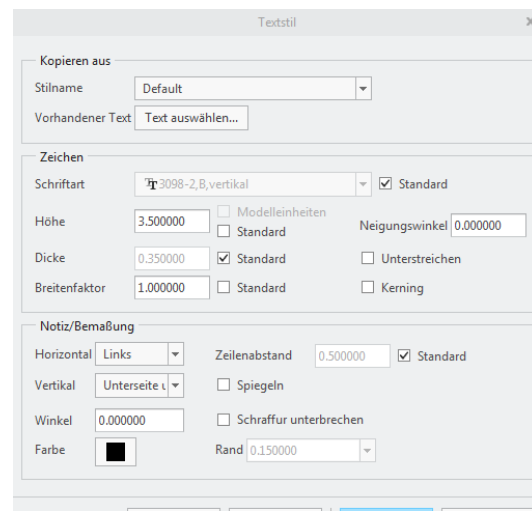 Textstil
Kopieren aus
Stilname Default
Vorhandener Text Text auswählen...
Zeichen
Schriftart 3098-2,B,vertikal Standard
Höhe 3.500000 Modelleinheiten
Standard Neigungswinkel 0.000000
Dicke 0.350000 Standard Unterstreichen
Breitenfaktor 1.000000 Standard Kerning
Notiz/Bemaßung
Horizontal Links Zeilenabstand 0.500000 Standard
Vertikal Unterseite Spiegeln
Winkel 0.000000 Schraffur unterbrechen
Farbe Rand 0.150000